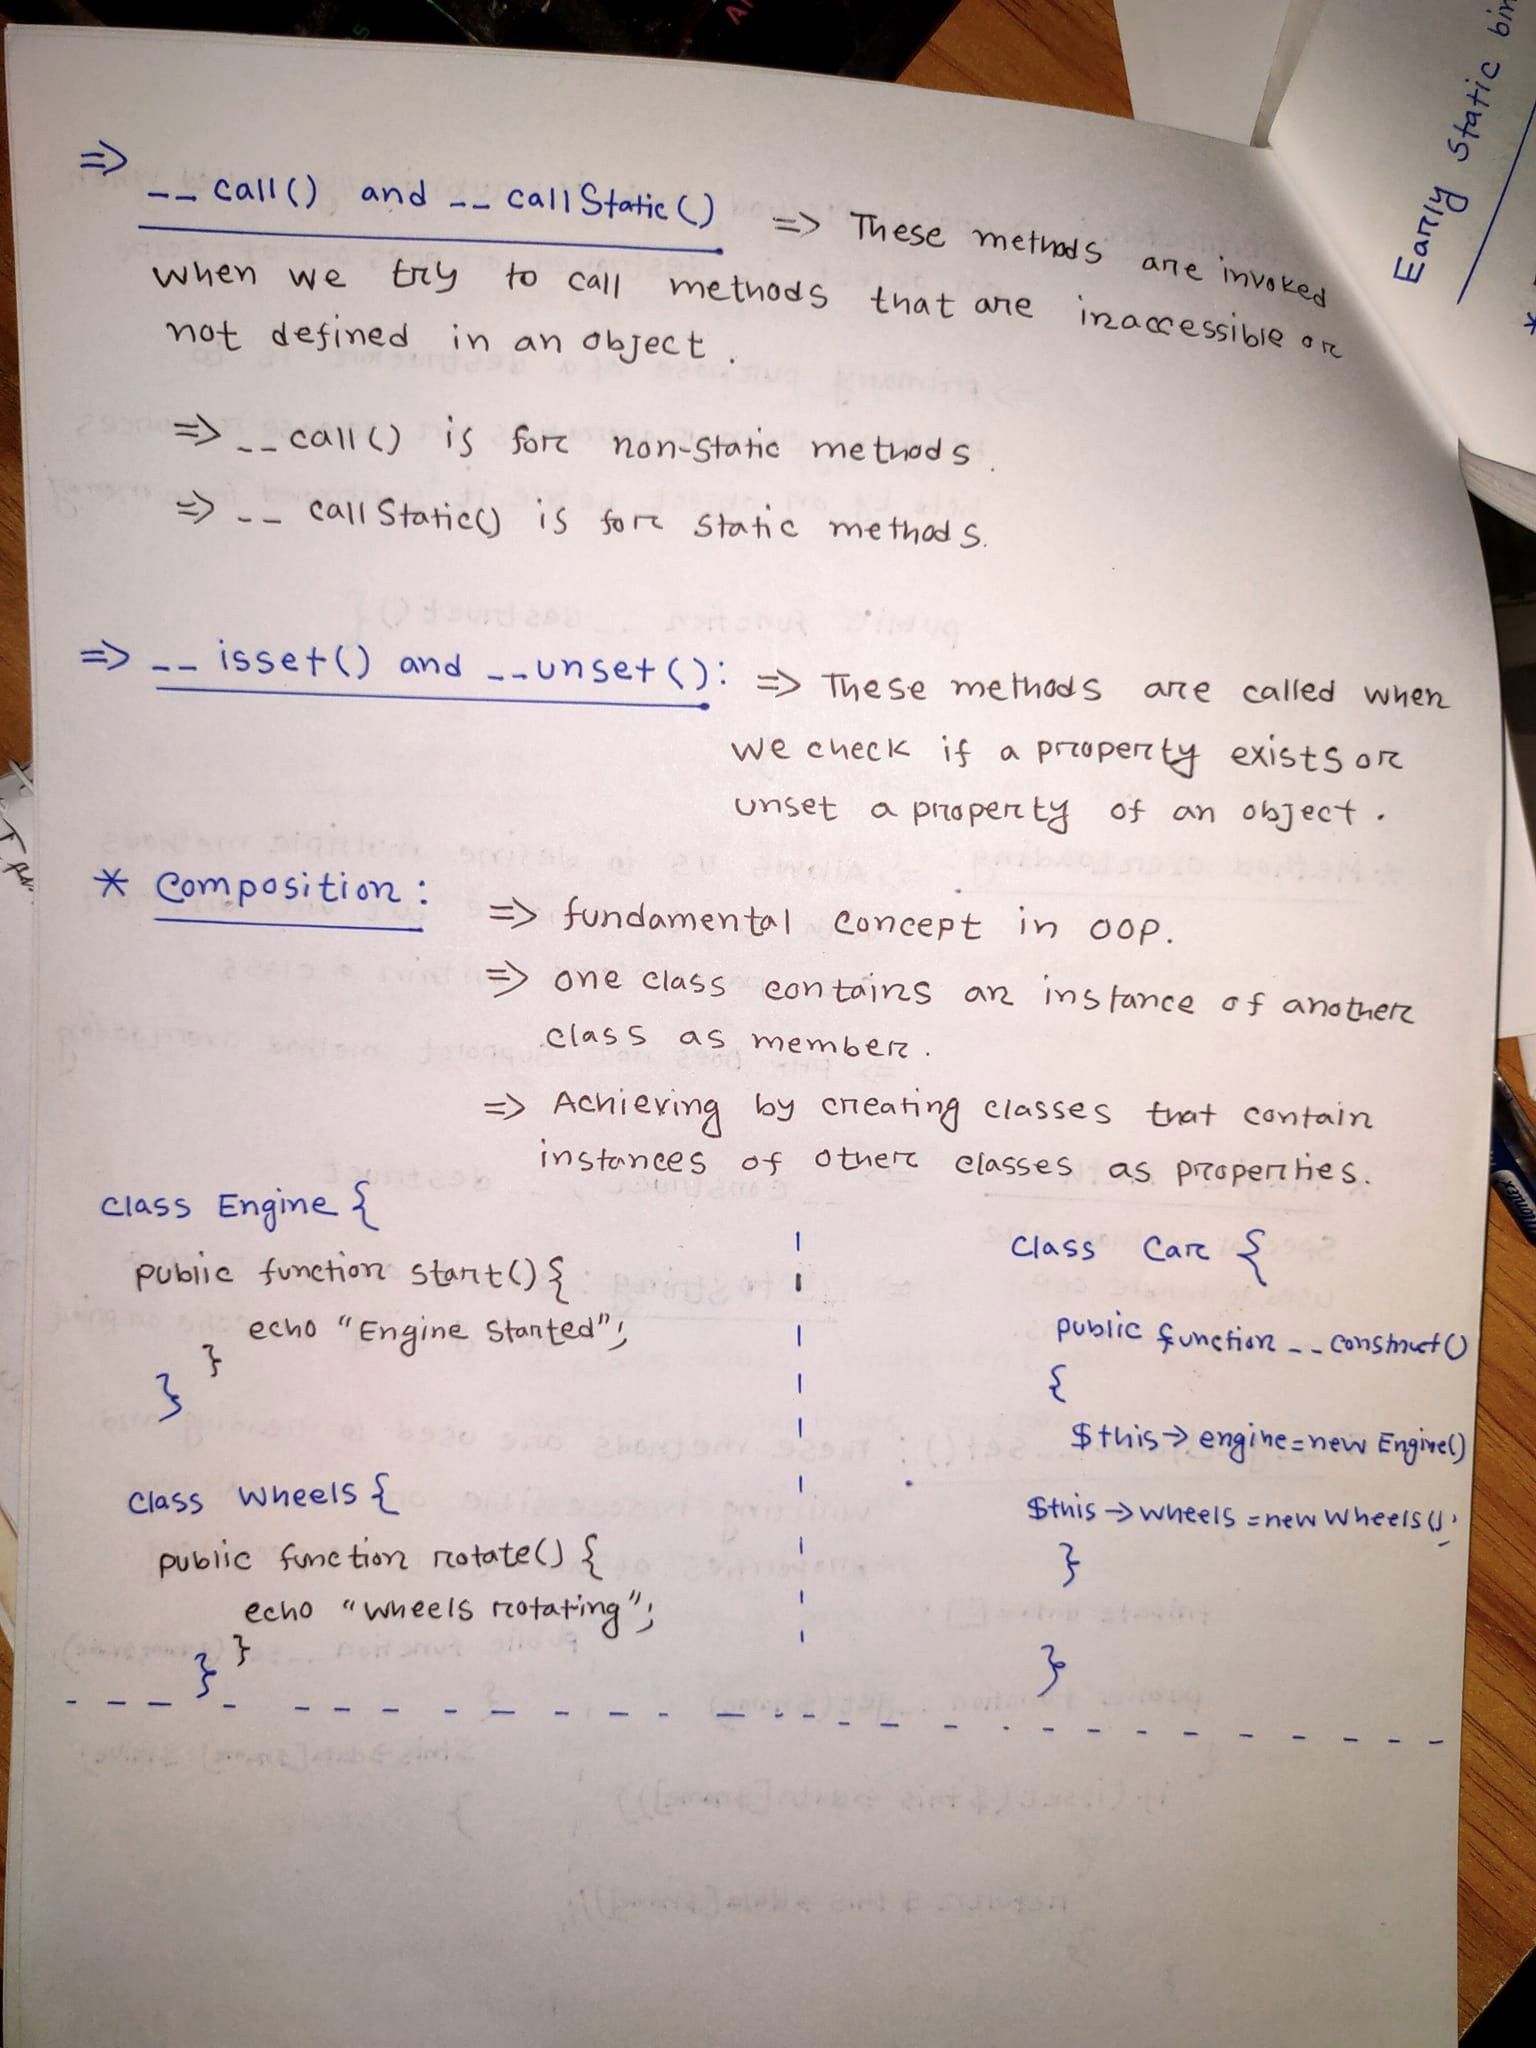 => __call() and __callStatic() => These methods are invoked
when we try to call methods that are inaccessible or
not defined in an object.
=> __call() is for non-static methods.
=> __callStatic() is for static methods.
=> __isset() and __unset(): => These methods are called when
we check if a property exists or
unset a property of an object.
* Composition: => fundamental concept in OOP.
=> one class contains an instance of another
class as member.
=> Achieving by creating classes that contain
instances of other classes as properties.
class Engine {
public function start() {
echo "Engine Started";
}
}
class Wheels {
public function rotate() {
echo "wheels rotating";
}
}
class Car {
public function __construct()
{
$this->engine=new Engine()
$this->wheels=new wheels();
}
}
Early Static bin
*